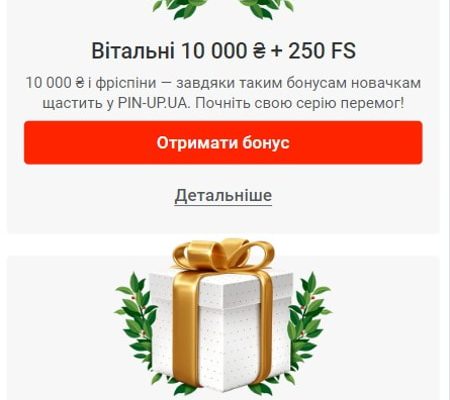 Вітальні 10 000 ₴ + 250 FS
10 000 ₴ і фріспіни — завдяки таким бонусам новачкам
щастить у PIN-UP.UA. Почніть свою серію перемог!
Отримати бонус
Детальніше